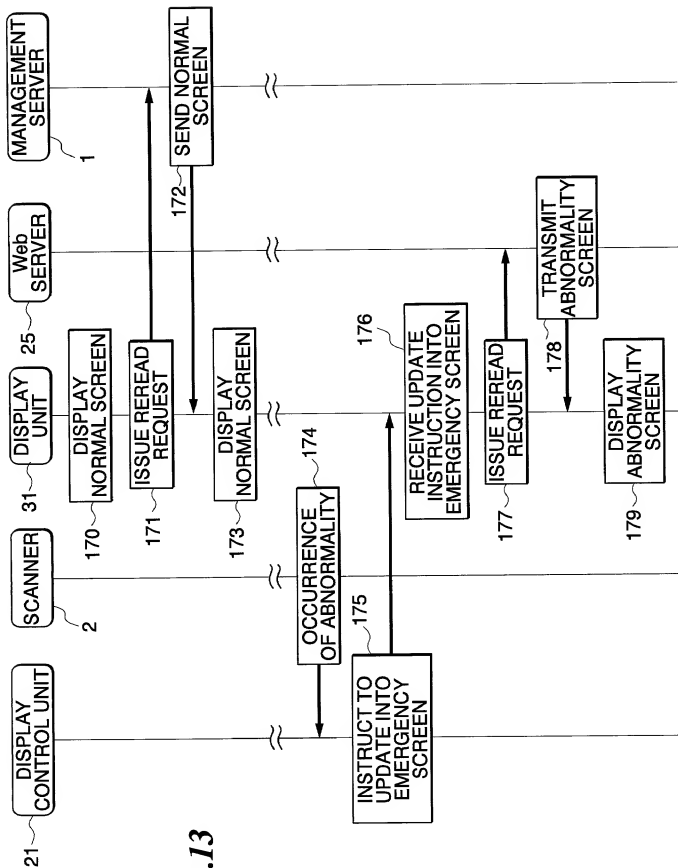 .13
DISPLAY
CONTROL UNIT
21
SCANNER
2
DISPLAY
UNIT
31
Web
SERVER
25
MANAGEMENT
SERVER
1
DISPLAY
NORMAL SCREEN
170
ISSUE REREAD
REQUEST
171
SEND NORMAL
SCREEN
172
DISPLAY
NORMAL SCREEN
173
OCCURRENCE
OF ABNORMALITY
174
INSTRUCT TO
UPDATE INTO
EMERGENCY
SCREEN
175
RECEIVE UPDATE
INSTRUCTION INTO
EMERGENCY SCREEN
176
ISSUE REREAD
REQUEST
177
TRANSMIT
ABNORMALITY
SCREEN
178
DISPLAY
ABNORMALITY
SCREEN
179